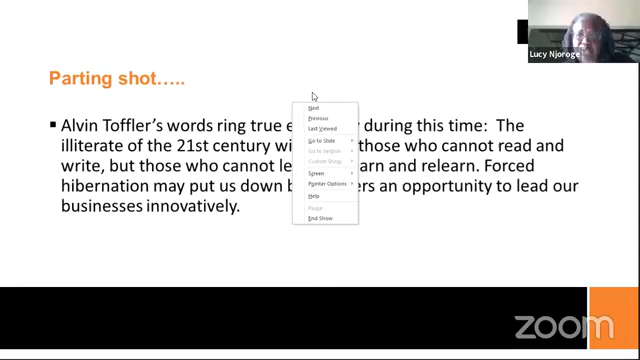 Lucy Njoroge
Parting shot…..
▪ Alvin Toffler's words ring true e y during this time: The
illiterate of the 21st century wi those who cannot read and
write, but those who cannot le arn and relearn. Forced
hibernation may put us down b ers an opportunity to lead our
businesses innovatively.
Next
Previous
Last Viewed
Go to Slide
Go to Section
Custom Show
Screen
Pointer Options
Help
Pause
End Show
zoom